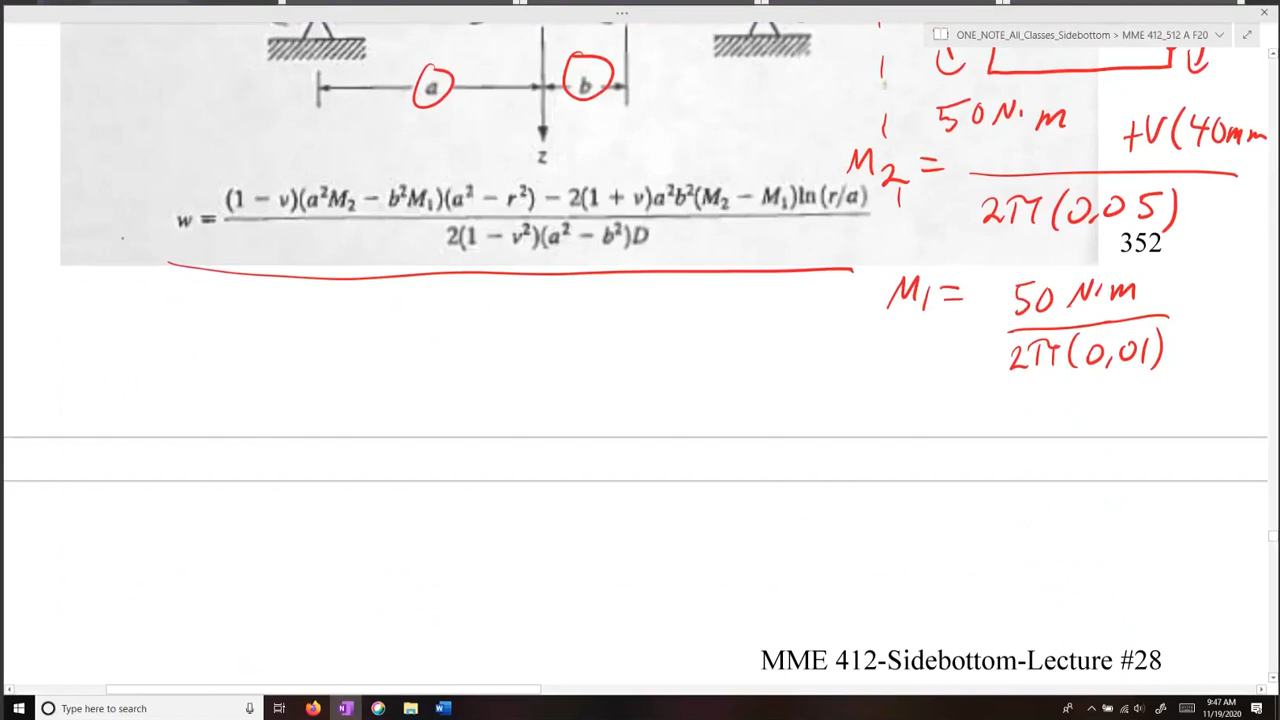 ONE_NOTE_All_Classes_Sidebottom > MME 412_512 A F20
a
b
z
w = (1 − ν)(a²M₂ − b²M₁)(a² − r²) − 2(1 + ν)a²b²(M₂ − M₁)ln(r/a)
2(1 − ν²)(a² − b²)D
50 N·m
+V(40mm
M2 =
2π(0,05)
352
M1 = 50 N·m
2π(0,01)
MME 412-Sidebottom-Lecture #28
Type here to search
9:47 AM
11/19/2020